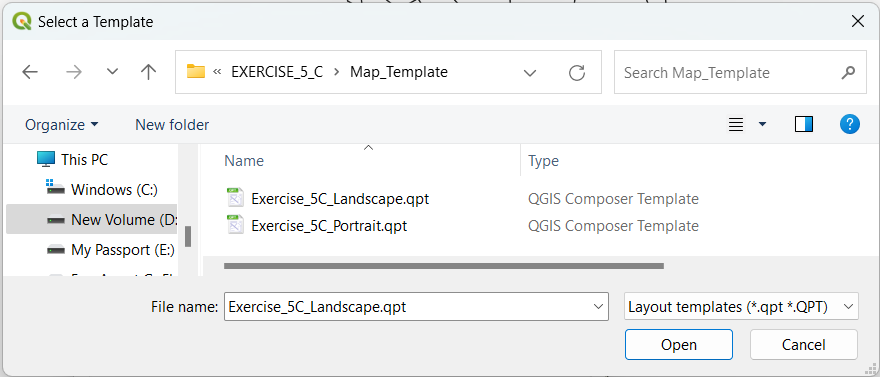 Select a Template
« EXERCISE_5_C > Map_Template
Search Map_Template
Organize
New folder
This PC
Windows (C:)
New Volume (D:
My Passport (E:)
Name
Type
Exercise_5C_Landscape.qpt QGIS Composer Template
Exercise_5C_Portrait.qpt QGIS Composer Template
File name: Exercise_5C_Landscape.qpt
Layout templates (*.qpt *.QPT)
Open
Cancel